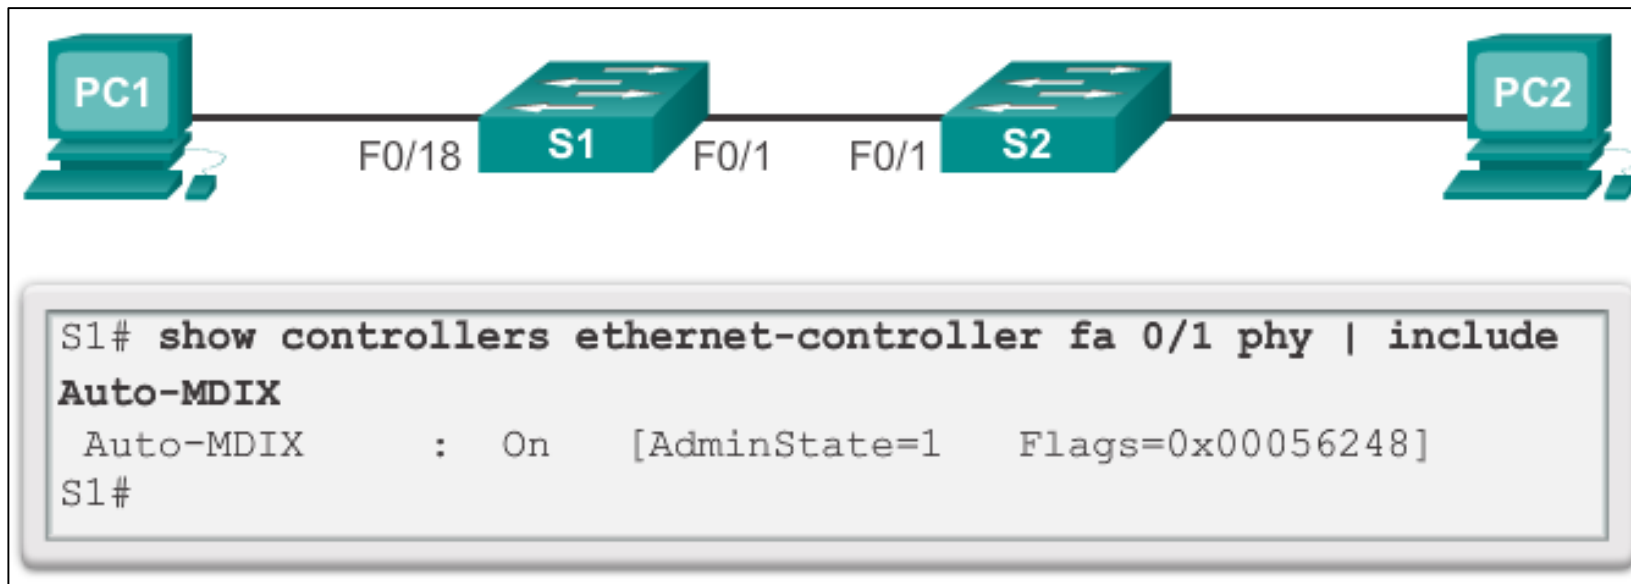 PC1
S1
S2
PC2
F0/18
F0/1
F0/1
S1# show controllers ethernet-controller fa 0/1 phy | include
Auto-MDIX
Auto-MDIX : On [AdminState=1 Flags=0x00056248]
S1#